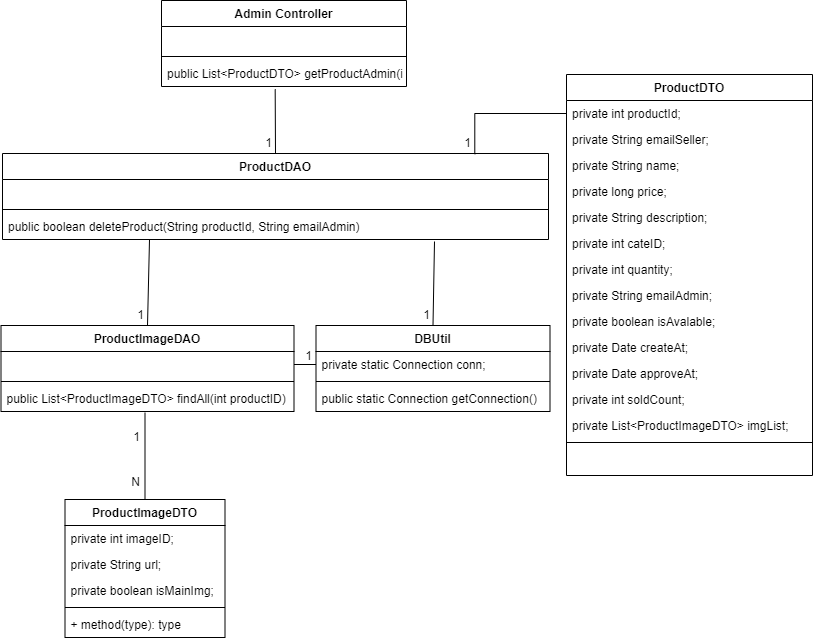 Admin Controller
public List<ProductDTO> getProductAdmin(i
1
1
ProductDTO
private int productId;
private String emailSeller;
private String name;
private long price;
private String description;
private int cateID;
private int quantity;
private String emailAdmin;
private boolean isAvalable;
private Date createAt;
private Date approveAt;
private int soldCount;
private List<ProductImageDTO> imgList;
ProductDAO
public boolean deleteProduct(String productId, String emailAdmin)
1
1
ProductImageDAO
public List<ProductImageDTO> findAll(int productID)
1
DBUtil
private static Connection conn;
public static Connection getConnection()
1
N
ProductImageDTO
private int imageID;
private String url;
private boolean isMainImg;
+ method(type): type